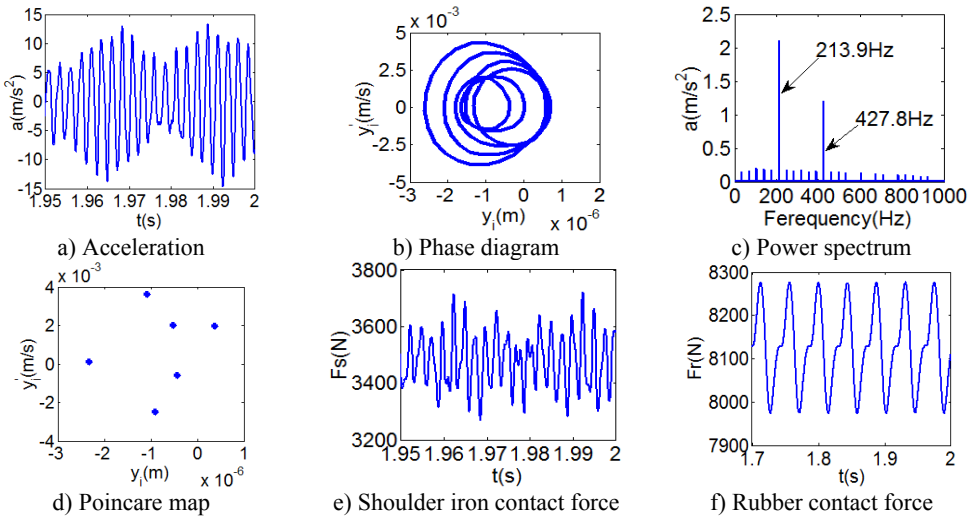 15
10
5
0
-5
-10
-15
1.95 1.96 1.97 1.98 1.99 2
a(m/s²)
t(s)
a) Acceleration
x 10⁻³
5
2.5
0
-2.5
-5
-3 -2 -1 0 1 2
y_i'(m/s)
y_i(m)
x 10⁻⁶
b) Phase diagram
2.5
2
1.5
1
0.5
0
0 200 400 600 800 1000
a(m/s²)
213.9Hz
427.8Hz
Ferequency(Hz)
c) Power spectrum
x 10⁻³
4
2
0
-2
-4
-3 -2 -1 0 1
y_i'(m/s)
y_i(m)
x 10⁻⁶
d) Poincare map
3800
3600
3400
3200
1.95 1.96 1.97 1.98 1.99 2
Fs(N)
t(s)
e) Shoulder iron contact force
8300
8200
8100
8000
7900
1.7 1.8 1.9 2
Fr(N)
t(s)
f) Rubber contact force